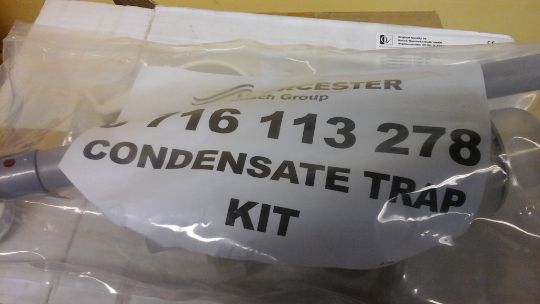 CESTER
sch Group
716 113 278
CONDENSATE TRAP
KIT